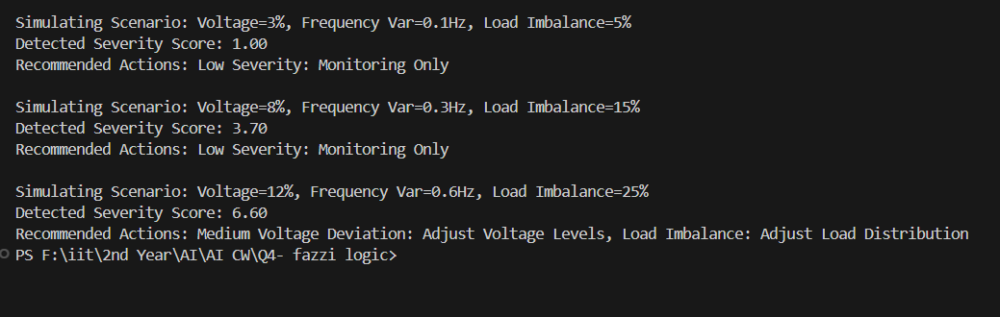 Simulating Scenario: Voltage=3%, Frequency Var=0.1Hz, Load Imbalance=5%
Detected Severity Score: 1.00
Recommended Actions: Low Severity: Monitoring Only
Simulating Scenario: Voltage=8%, Frequency Var=0.3Hz, Load Imbalance=15%
Detected Severity Score: 3.70
Recommended Actions: Low Severity: Monitoring Only
Simulating Scenario: Voltage=12%, Frequency Var=0.6Hz, Load Imbalance=25%
Detected Severity Score: 6.60
Recommended Actions: Medium Voltage Deviation: Adjust Voltage Levels, Load Imbalance: Adjust Load Distribution
PS F:\iit\2nd Year\AI\AI CW\Q4- fazzi logic>